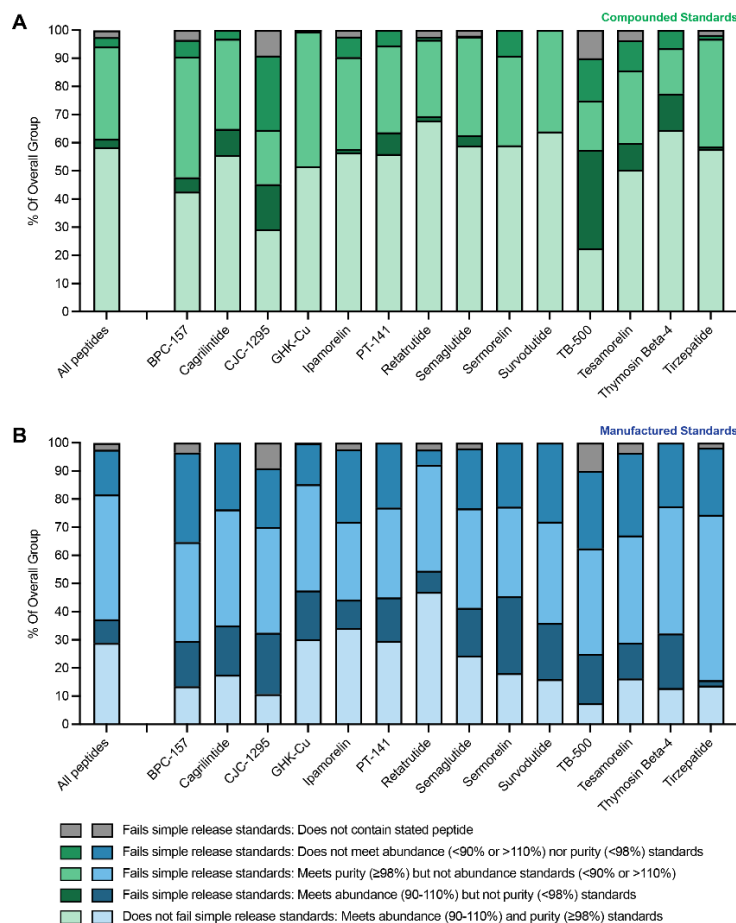 A
Compounded Standards
% Of Overall Group
100
90
80
70
60
50
40
30
20
10
0
All peptides
BPC-157
Cagrilintide
CJC-1295
GHK-Cu
Ipamorelin
PT-141
Retatrutide
Semaglutide
Sermorelin
Survodutide
TB-500
Tesamorelin
Thymosin Beta-4
Tirzepatide
B
Manufactured Standards
% Of Overall Group
100
90
80
70
60
50
40
30
20
10
0
All peptides
BPC-157
Cagrilintide
CJC-1295
GHK-Cu
Ipamorelin
PT-141
Retatrutide
Semaglutide
Sermorelin
Survodutide
TB-500
Tesamorelin
Thymosin Beta-4
Tirzepatide
Fails simple release standards: Does not contain stated peptide
Fails simple release standards: Does not meet abundance (<90% or >110%) nor purity (<98%) standards
Fails simple release standards: Meets purity (≥98%) but not abundance standards (<90% or >110%)
Fails simple release standards: Meets abundance (90-110%) but not purity (<98%) standards
Does not fail simple release standards: Meets abundance (90-110%) and purity (≥98%) standards